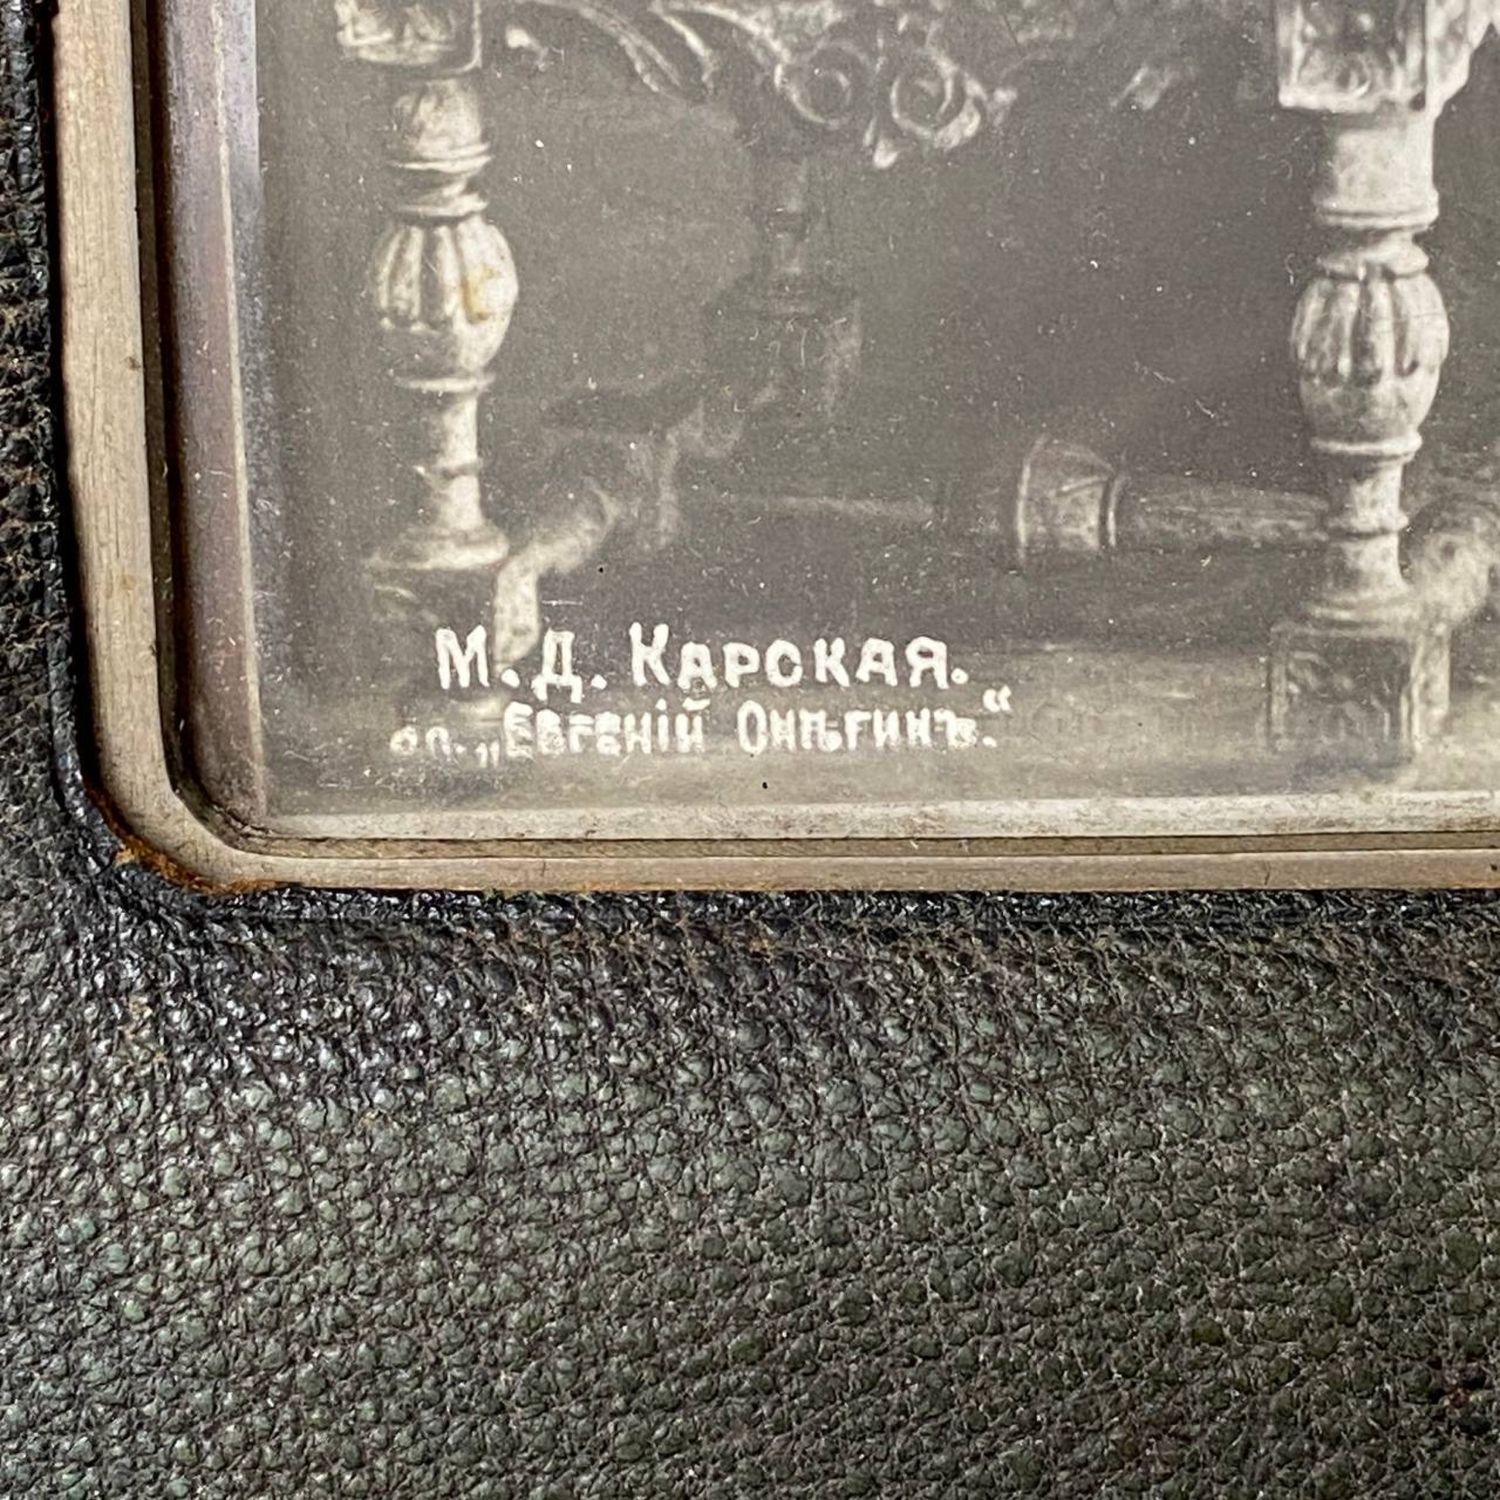 М. Д. Карская.
оп. „Евгенiй Онѣгинъ.“